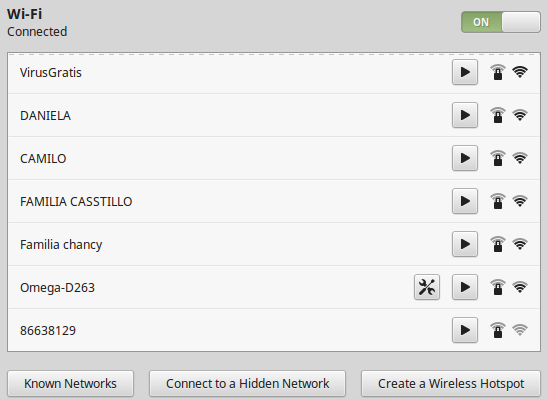 Wi-Fi
Connected
ON
VirusGratis
DANIELA
CAMILO
FAMILIA CASSTILLO
Familia chancy
Omega-D263
86638129
Known Networks
Connect to a Hidden Network
Create a Wireless Hotspot